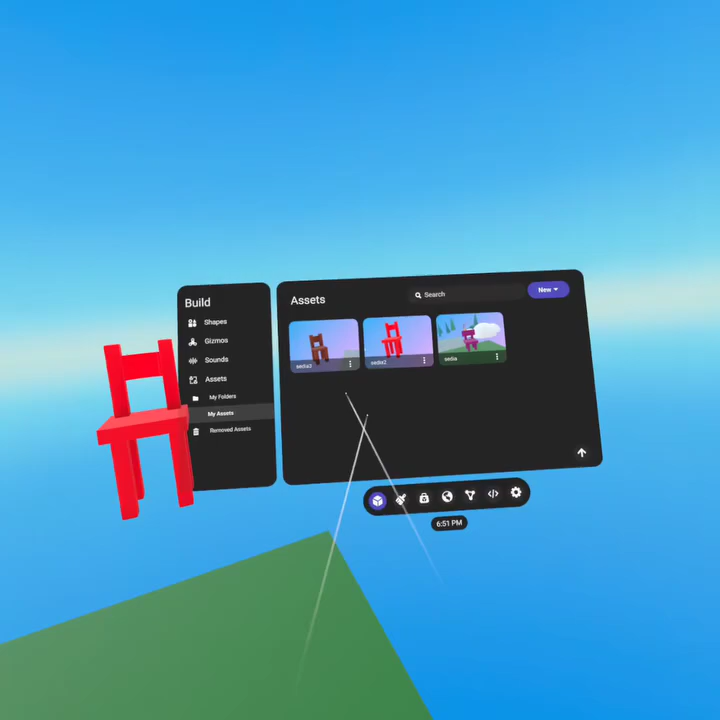 Build
Shapes
Gizmos
Sounds
Assets
My Folders
My Assets
Removed Assets
Assets
Search
New
sedia3
sedia2
sedia
6:51 PM